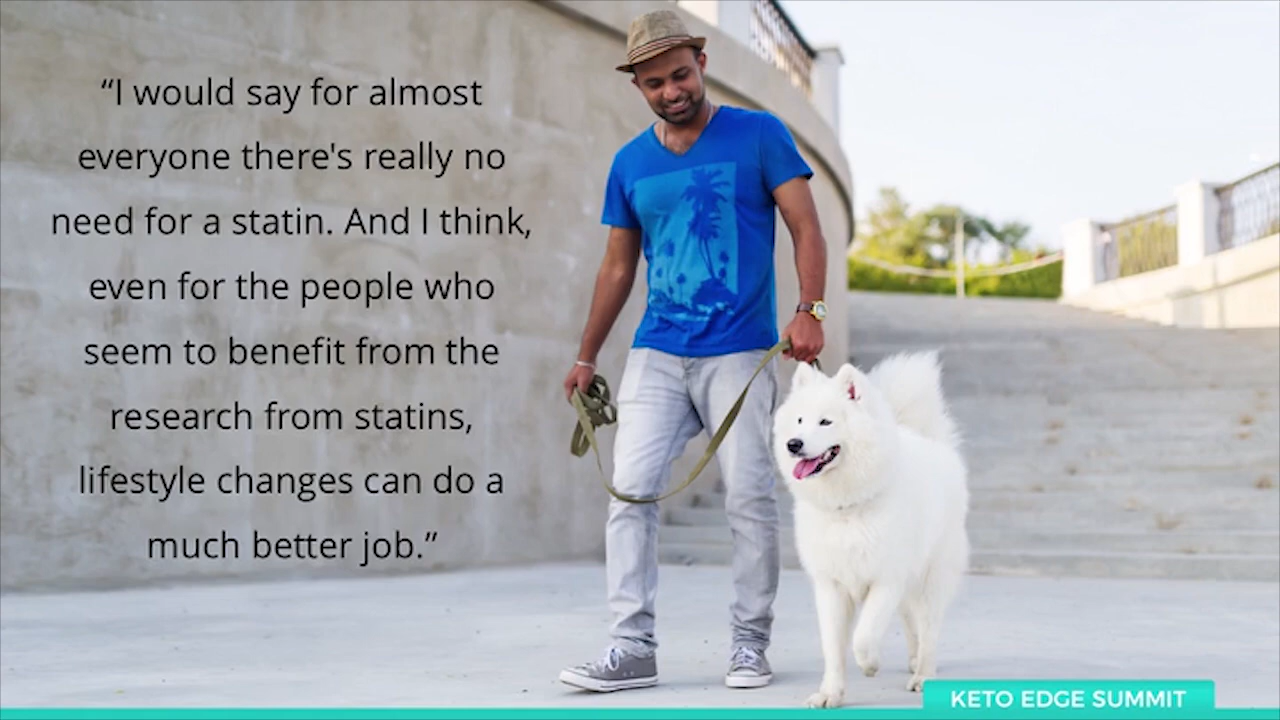 “I would say for almost
everyone there's really no
need for a statin. And I think,
even for the people who
seem to benefit from the
research from statins,
lifestyle changes can do a
much better job.”
KETO EDGE SUMMIT